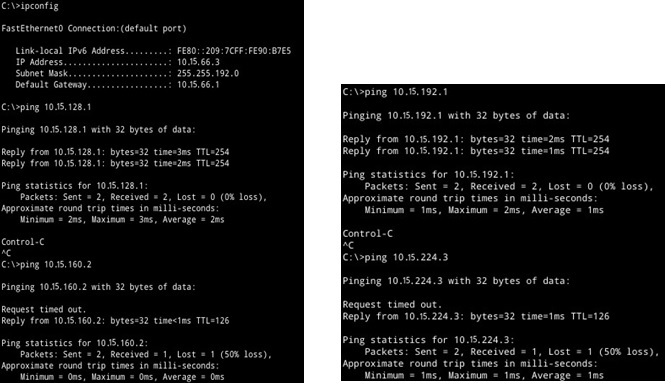 C:\>ipconfig
FastEthernet0 Connection:(default port)
Link-local IPv6 Address.........: FE80::209:7CFF:FE90:B7E5
IP Address......................: 10.15.66.3
Subnet Mask.....................: 255.255.192.0
Default Gateway.................: 10.15.66.1
C:\>ping 10.15.128.1
Pinging 10.15.128.1 with 32 bytes of data:
Reply from 10.15.128.1: bytes=32 time=3ms TTL=254
Reply from 10.15.128.1: bytes=32 time=2ms TTL=254
Ping statistics for 10.15.128.1:
Packets: Sent = 2, Received = 2, Lost = 0 (0% loss),
Approximate round trip times in milli-seconds:
Minimum = 2ms, Maximum = 3ms, Average = 2ms
Control-C
^C
C:\>ping 10.15.160.2
Pinging 10.15.160.2 with 32 bytes of data:
Request timed out.
Reply from 10.15.160.2: bytes=32 time<1ms TTL=126
Ping statistics for 10.15.160.2:
Packets: Sent = 2, Received = 1, Lost = 1 (50% loss),
Approximate round trip times in milli-seconds:
Minimum = 0ms, Maximum = 0ms, Average = 0ms
C:\>ping 10.15.192.1
Pinging 10.15.192.1 with 32 bytes of data:
Reply from 10.15.192.1: bytes=32 time=2ms TTL=254
Reply from 10.15.192.1: bytes=32 time=1ms TTL=254
Ping statistics for 10.15.192.1:
Packets: Sent = 2, Received = 2, Lost = 0 (0% loss),
Approximate round trip times in milli-seconds:
Minimum = 1ms, Maximum = 2ms, Average = 1ms
Control-C
^C
C:\>ping 10.15.224.3
Pinging 10.15.224.3 with 32 bytes of data:
Request timed out.
Reply from 10.15.224.3: bytes=32 time=1ms TTL=126
Ping statistics for 10.15.224.3:
Packets: Sent = 2, Received = 1, Lost = 1 (50% loss),
Approximate round trip times in milli-seconds:
Minimum = 1ms, Maximum = 1ms, Average = 1ms